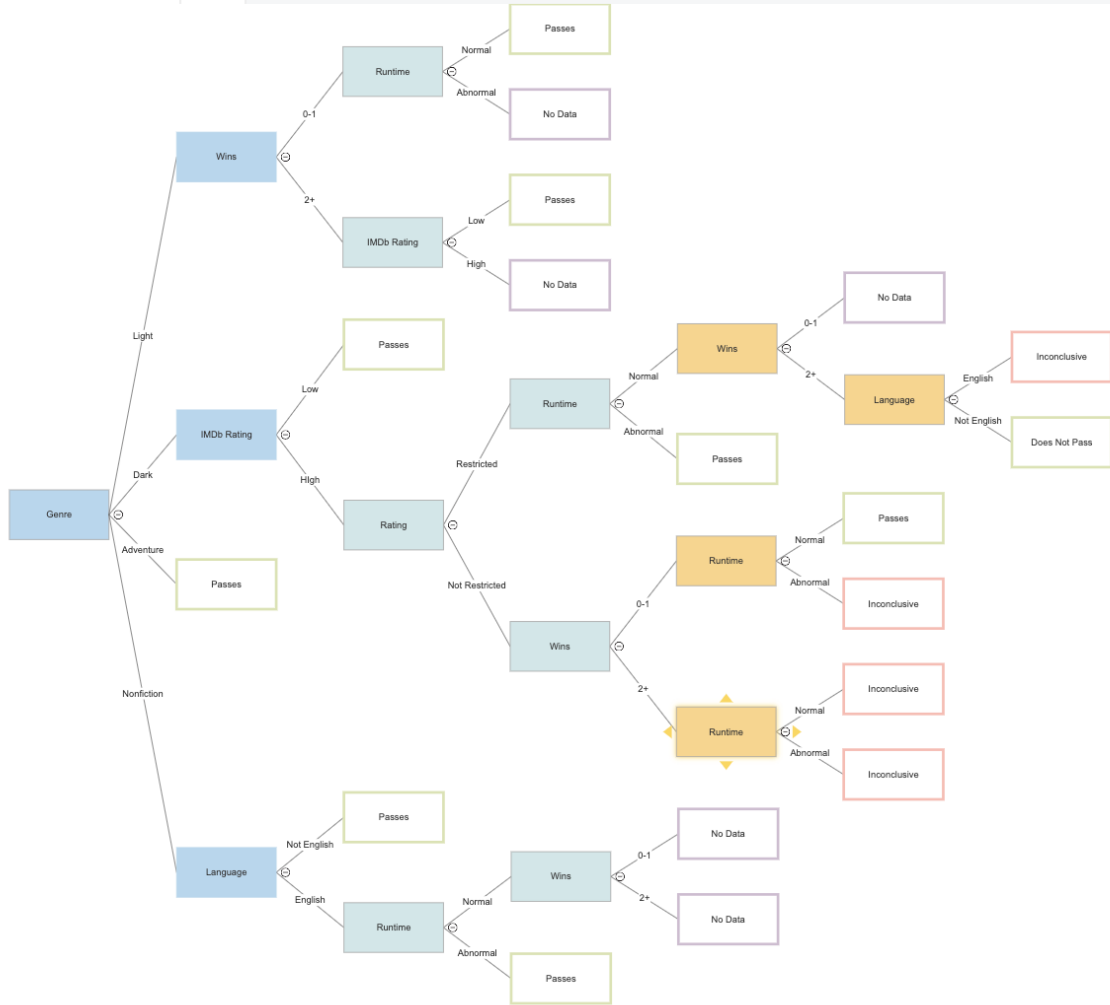 Passes
Normal
Runtime
Abnormal
No Data
0-1
Wins
2+
Passes
Low
IMDb Rating
High
No Data
Light
No Data
0-1
Wins
2+
Normal
Inconclusive
English
Language
Not English
Does Not Pass
Passes
Low
IMDb Rating
HIgh
Runtime
Abnormal
Passes
Restricted
Dark
Genre
Adventure
Passes
Nonfiction
Rating
Not Restricted
Passes
Normal
Runtime
Abnormal
Inconclusive
0-1
Wins
2+
Inconclusive
Normal
Runtime
Abnormal
Inconclusive
Passes
Not English
Language
English
No Data
0-1
Wins
2+
No Data
Normal
Runtime
Abnormal
Passes